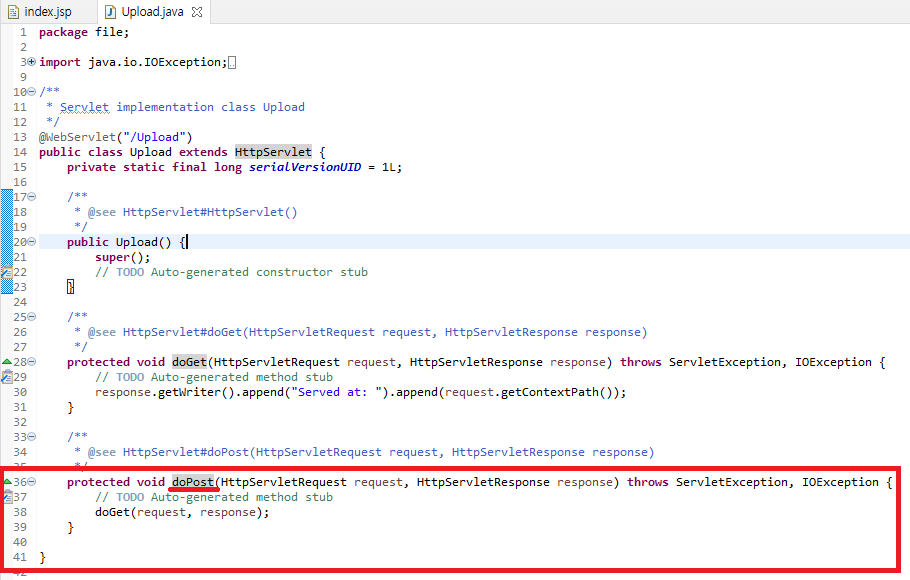 index.jsp Upload.java
1 package file;
2
3 import java.io.IOException;
9
10 /**
11 * Servlet implementation class Upload
12 */
13 @WebServlet("/Upload")
14 public class Upload extends HttpServlet {
15 private static final long serialVersionUID = 1L;
16
17 /**
18 * @see HttpServlet#HttpServlet()
19 */
20 public Upload() {
21 super();
22 // TODO Auto-generated constructor stub
23 }
24
25 /**
26 * @see HttpServlet#doGet(HttpServletRequest request, HttpServletResponse response)
27 */
28 protected void doGet(HttpServletRequest request, HttpServletResponse response) throws ServletException, IOException {
29 // TODO Auto-generated method stub
30 response.getWriter().append("Served at: ").append(request.getContextPath());
31 }
32
33 /**
34 * @see HttpServlet#doPost(HttpServletRequest request, HttpServletResponse response)
35 */
36 protected void doPost(HttpServletRequest request, HttpServletResponse response) throws ServletException, IOException {
37 // TODO Auto-generated method stub
38 doGet(request, response);
39 }
40
41 }
42